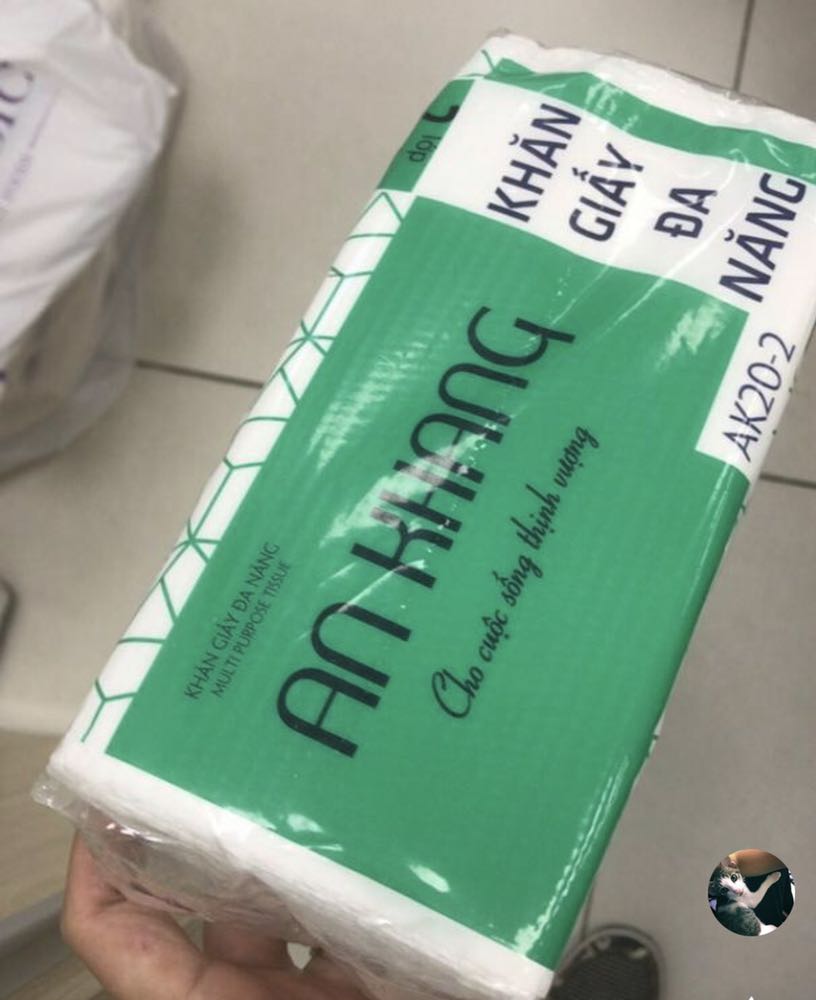 KHĂN
GIẤY
ĐA
NĂNG
AK20-2
KHĂN GIẤY ĐA NĂNG
MULTI PURPOSE TISSUE
AN KHANG
Cho cuộc sống thịnh vượng